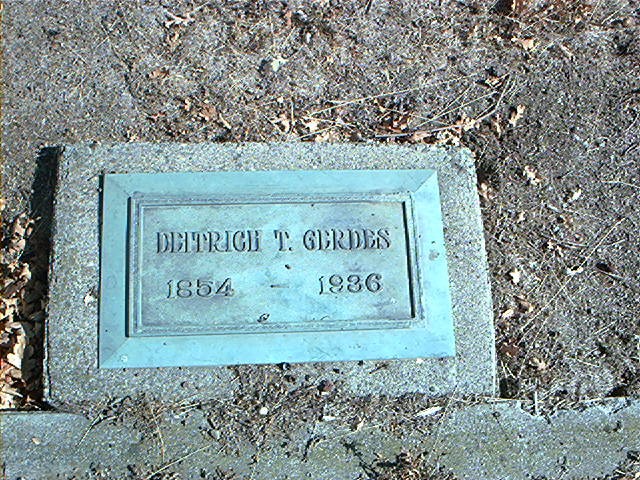 DEITRICH T. GERDES
1854 - 1936